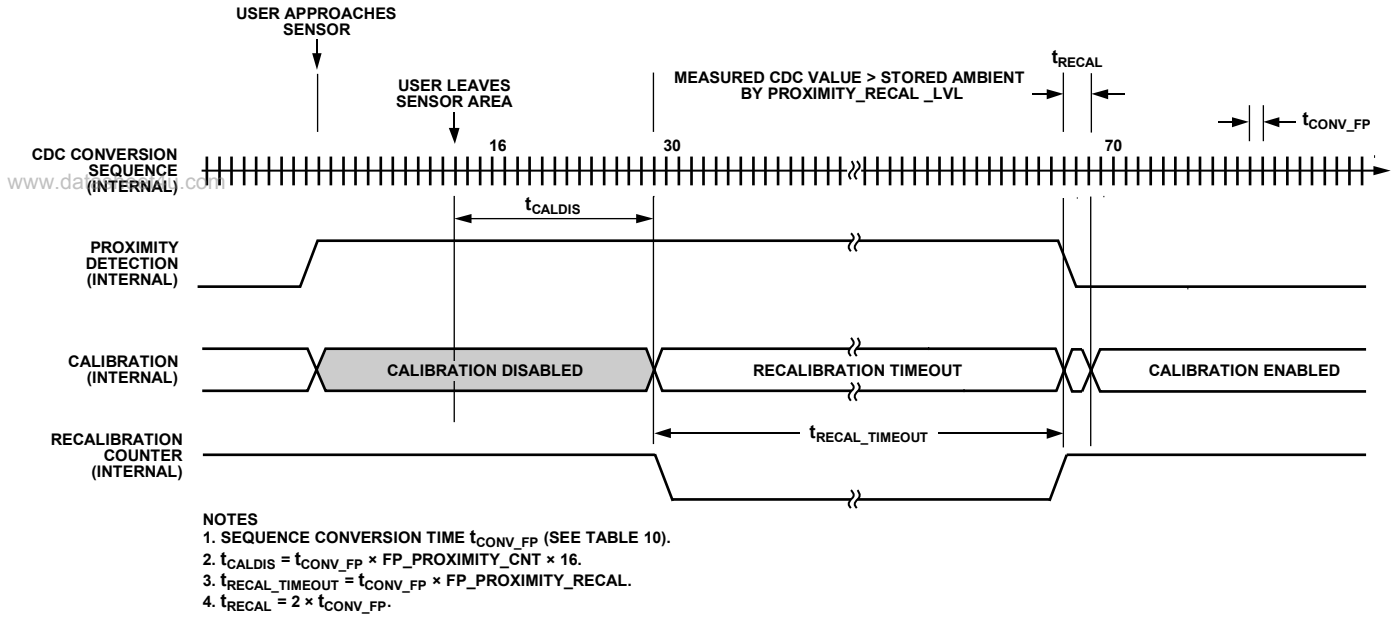 USER APPROACHES
SENSOR
USER LEAVES
SENSOR AREA
MEASURED CDC VALUE > STORED AMBIENT
BY PROXIMITY_RECAL _LVL
tRECAL
tCONV_FP
16
30
70
CDC CONVERSION
SEQUENCE
(INTERNAL)
tCALDIS
PROXIMITY
DETECTION
(INTERNAL)
CALIBRATION
(INTERNAL)
CALIBRATION DISABLED
RECALIBRATION TIMEOUT
CALIBRATION ENABLED
RECALIBRATION
COUNTER
(INTERNAL)
tRECAL_TIMEOUT
NOTES
1. SEQUENCE CONVERSION TIME tCONV_FP (SEE TABLE 10).
2. tCALDIS = tCONV_FP × FP_PROXIMITY_CNT × 16.
3. tRECAL_TIMEOUT = tCONV_FP × FP_PROXIMITY_RECAL.
4. tRECAL = 2 × tCONV_FP.